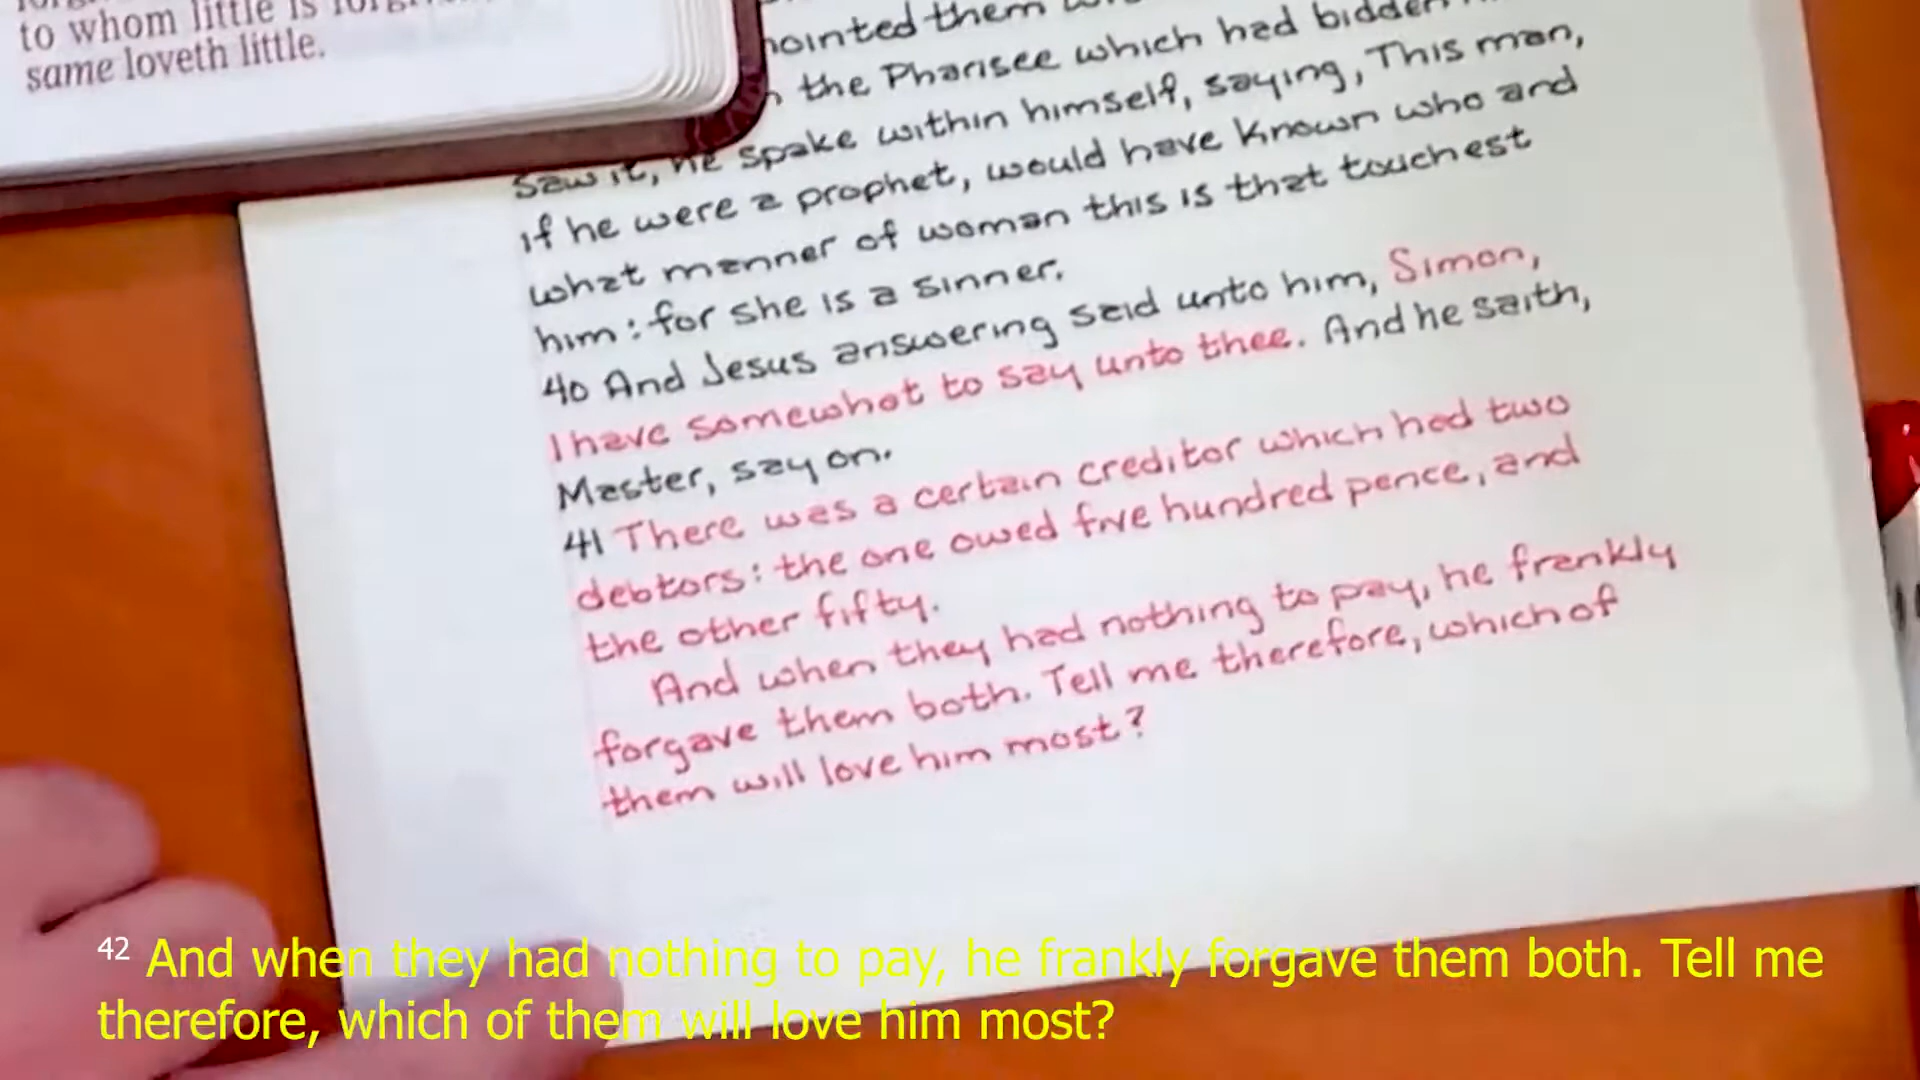 to whom little is
same loveth little.
them
the Pharisee which had bidden
saw it, he spake within himself, saying, This man,
if he were a prophet, would have known who and
what manner of woman this is that touchest
him: for she is a sinner.
40 And Jesus answering said unto him, Simon,
I have somewhat to say unto thee. And he saith,
Master, say on.
41 There was a certain creditor which had two
debtors: the one owed five hundred pence, and
the other fifty.
And when they had nothing to pay, he frankly
forgave them both. Tell me therefore, which of
them will love him most?
42 And when they had nothing to pay, he frankly forgave them both. Tell me
therefore, which of them will love him most?